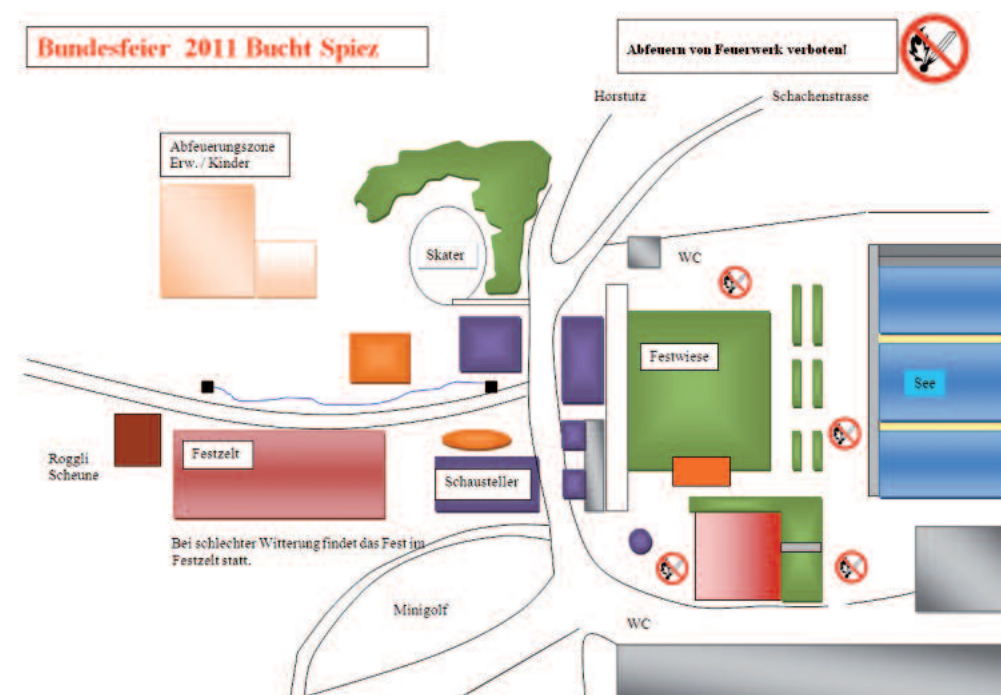 Bundesfeier 2011 Bucht Spiez
Abfeuern von Feuerwerk verboten!
Horstutz
Schachenstrasse
Abfeuerungszone
Erw. / Kinder
Skater
WC
Festwiese
See
Roggli
Scheune
Festzelt
Schausteller
Bei schlechter Witterung findet das Fest im
Festzelt statt.
Minigolf
WC